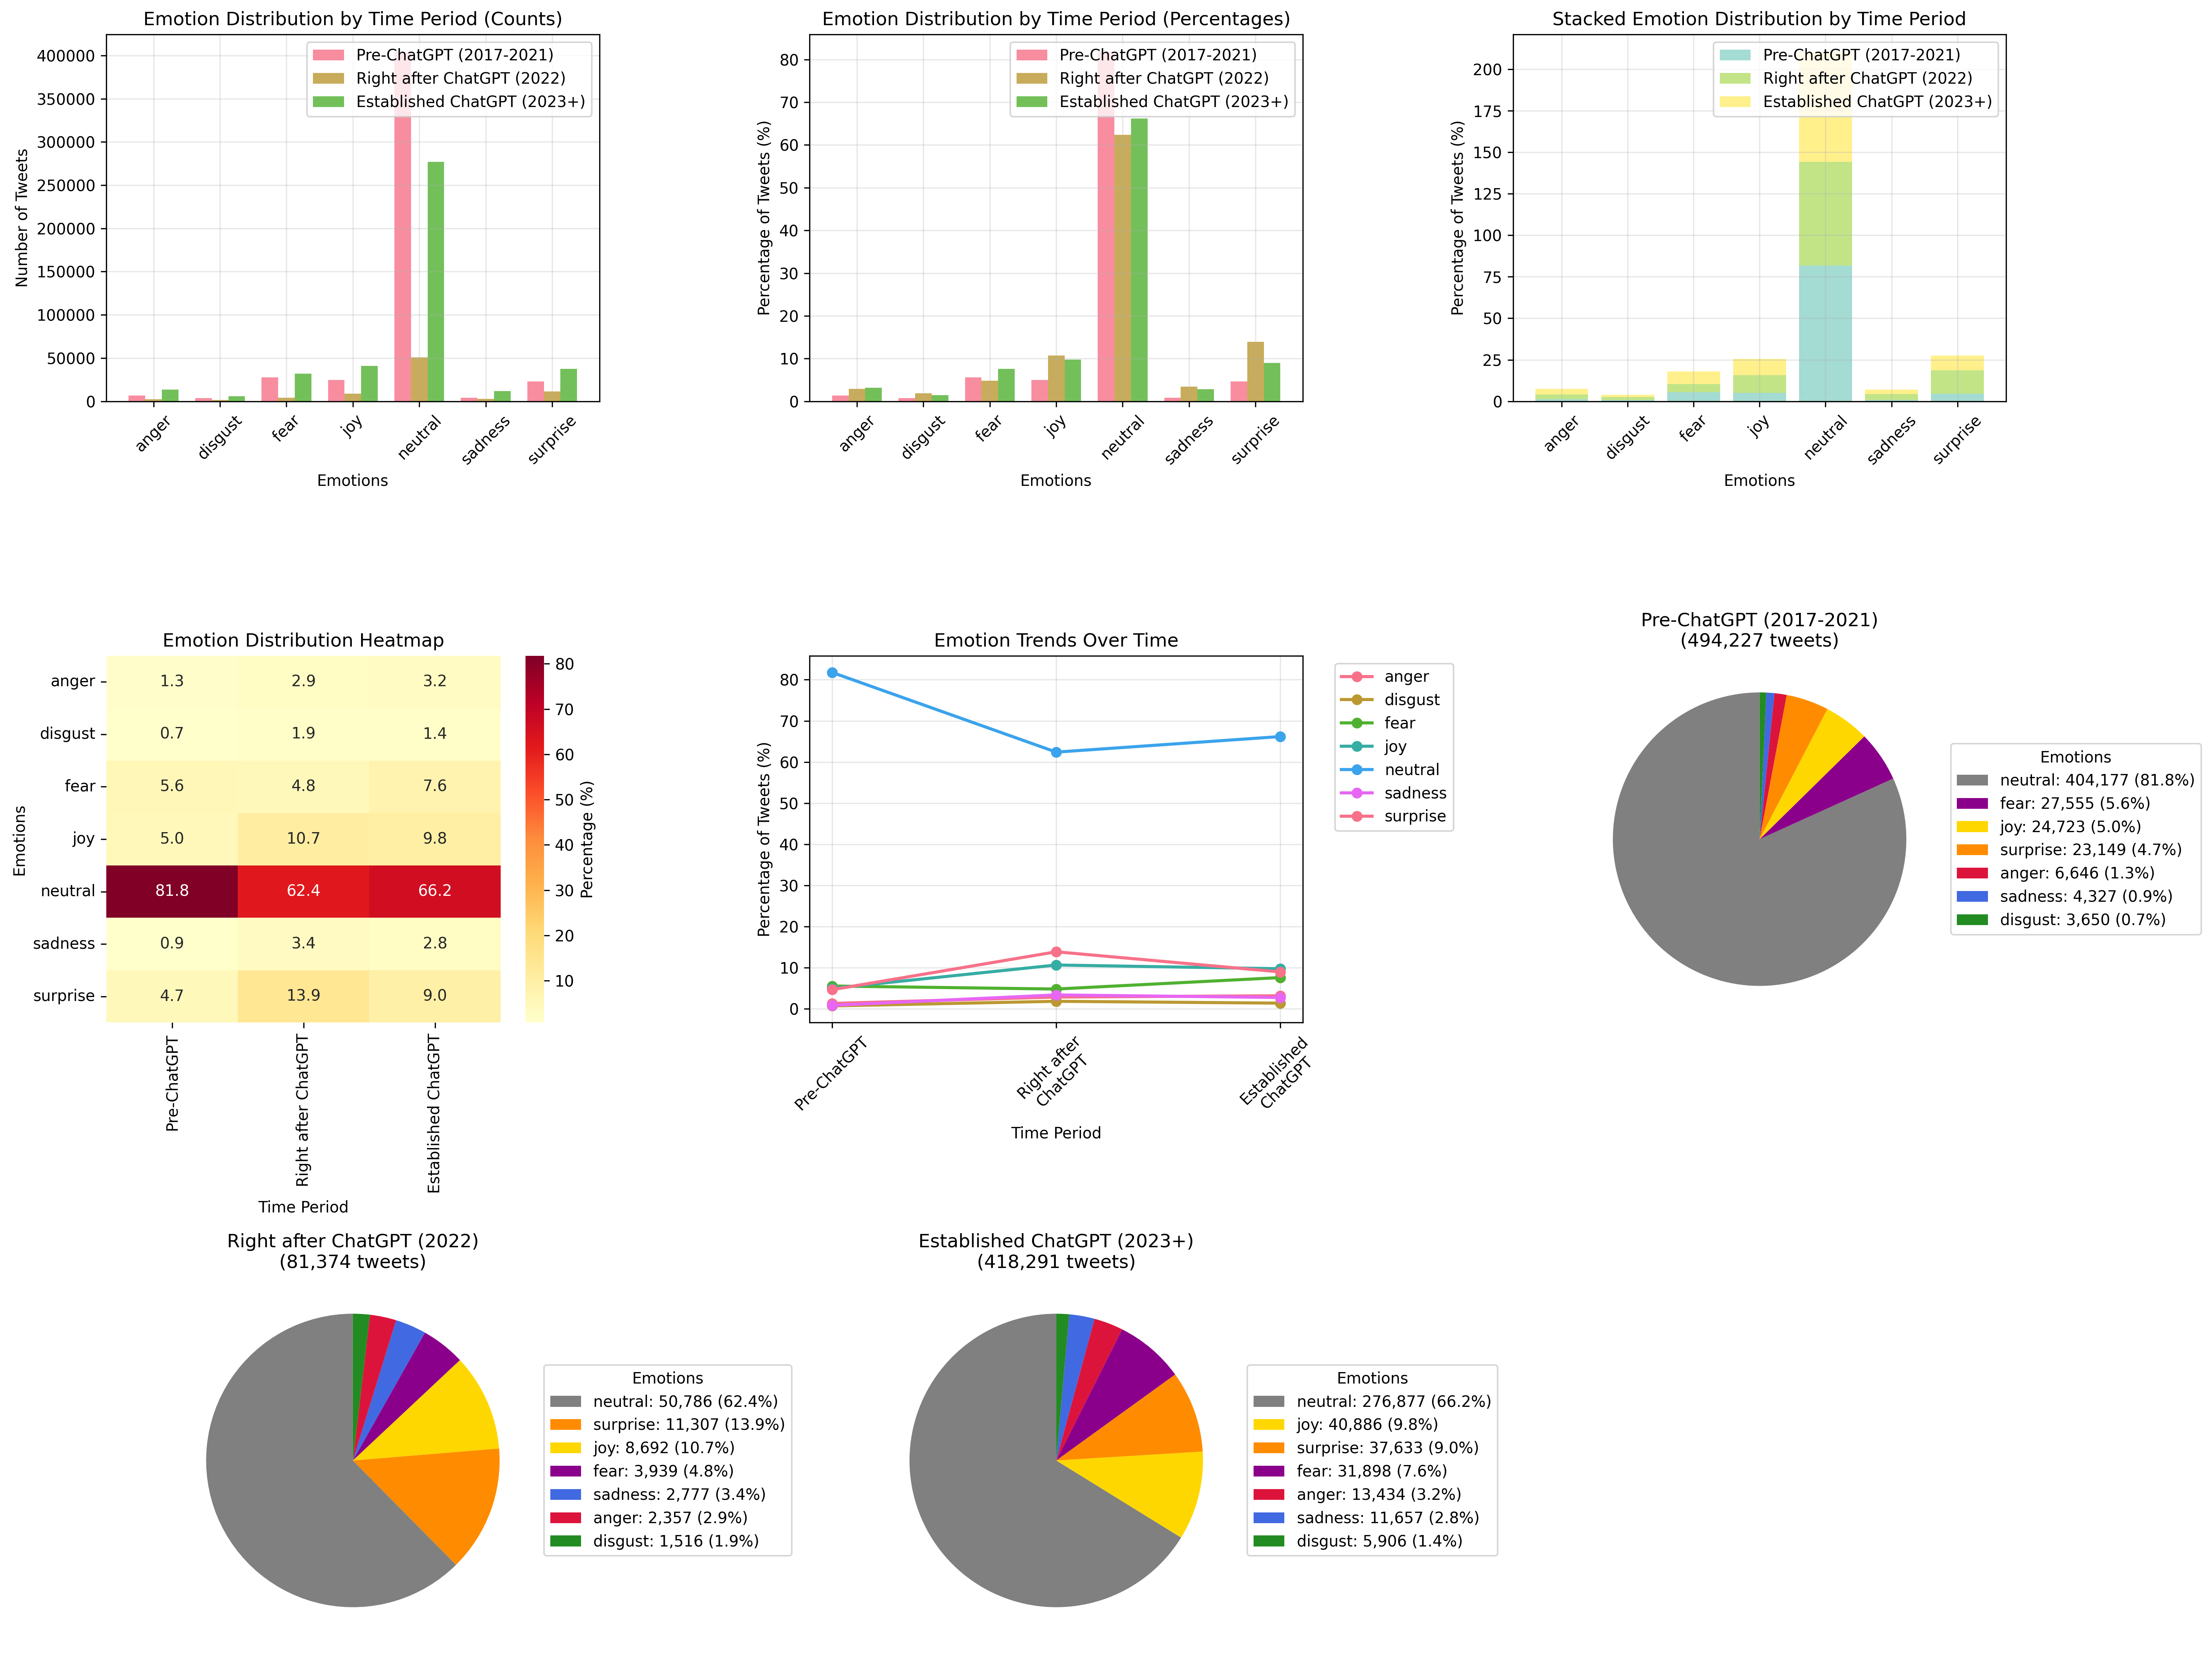 Emotion Distribution by Time Period (Counts)
Number of Tweets
400000
350000
300000
250000
200000
150000
100000
50000
0
Pre-ChatGPT (2017-2021)
Right after ChatGPT (2022)
Established ChatGPT (2023+)
anger
disgust
fear
joy
neutral
sadness
surprise
Emotions
Emotion Distribution by Time Period (Percentages)
Percentage of Tweets (%)
80
70
60
50
40
30
20
10
0
Pre-ChatGPT (2017-2021)
Right after ChatGPT (2022)
Established ChatGPT (2023+)
anger
disgust
fear
joy
neutral
sadness
surprise
Emotions
Stacked Emotion Distribution by Time Period
Percentage of Tweets (%)
200
175
150
125
100
75
50
25
0
Pre-ChatGPT (2017-2021)
Right after ChatGPT (2022)
Established ChatGPT (2023+)
anger
disgust
fear
joy
neutral
sadness
surprise
Emotions
Emotion Distribution Heatmap
Emotions
anger 1.3 2.9 3.2
disgust 0.7 1.9 1.4
fear 5.6 4.8 7.6
joy 5.0 10.7 9.8
neutral 81.8 62.4 66.2
sadness 0.9 3.4 2.8
surprise 4.7 13.9 9.0
Pre-ChatGPT
Right after ChatGPT
Established ChatGPT
Time Period
80
70
60
50
40
30
20
10
Percentage (%)
Emotion Trends Over Time
Percentage of Tweets (%)
80
70
60
50
40
30
20
10
0
Pre-ChatGPT
Right after
ChatGPT
Established
ChatGPT
Time Period
anger
disgust
fear
joy
neutral
sadness
surprise
Pre-ChatGPT (2017-2021)
(494,227 tweets)
Emotions
neutral: 404,177 (81.8%)
fear: 27,555 (5.6%)
joy: 24,723 (5.0%)
surprise: 23,149 (4.7%)
anger: 6,646 (1.3%)
sadness: 4,327 (0.9%)
disgust: 3,650 (0.7%)
Right after ChatGPT (2022)
(81,374 tweets)
Emotions
neutral: 50,786 (62.4%)
surprise: 11,307 (13.9%)
joy: 8,692 (10.7%)
fear: 3,939 (4.8%)
sadness: 2,777 (3.4%)
anger: 2,357 (2.9%)
disgust: 1,516 (1.9%)
Established ChatGPT (2023+)
(418,291 tweets)
Emotions
neutral: 276,877 (66.2%)
joy: 40,886 (9.8%)
surprise: 37,633 (9.0%)
fear: 31,898 (7.6%)
anger: 13,434 (3.2%)
sadness: 11,657 (2.8%)
disgust: 5,906 (1.4%)